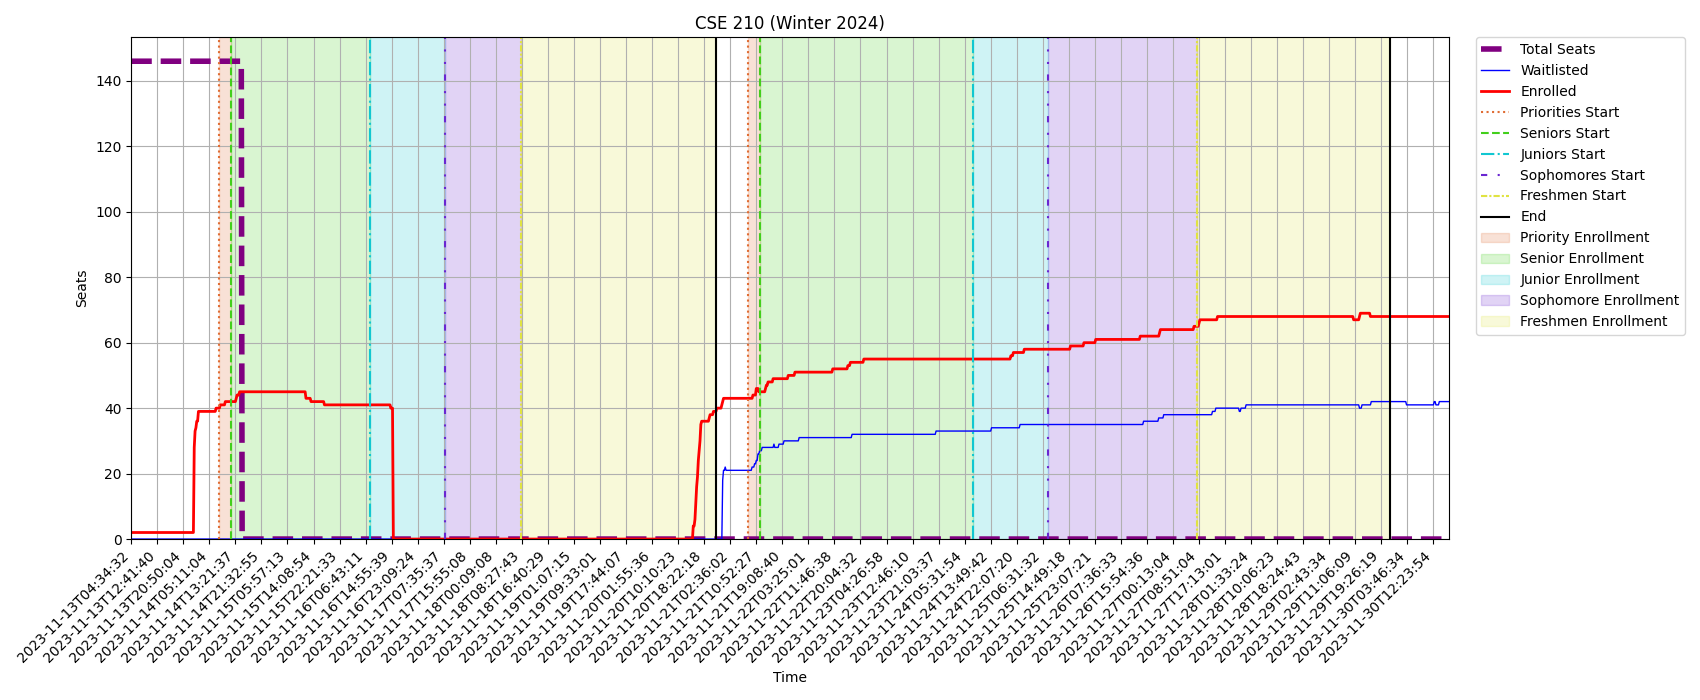 CSE 210 (Winter 2024)
Seats
140
120
100
80
60
40
20
0
2023-11-13T04:34:32
2023-11-13T12:41:40
2023-11-13T20:50:04
2023-11-14T05:11:04
2023-11-14T13:21:37
2023-11-14T21:32:55
2023-11-15T05:57:13
2023-11-15T14:08:54
2023-11-15T22:21:33
2023-11-16T06:43:11
2023-11-16T14:55:39
2023-11-16T23:09:24
2023-11-17T07:35:37
2023-11-17T15:55:08
2023-11-18T00:09:08
2023-11-18T08:27:43
2023-11-18T16:40:29
2023-11-19T01:07:15
2023-11-19T09:33:01
2023-11-19T17:44:07
2023-11-20T01:55:36
2023-11-20T10:10:23
2023-11-20T18:22:18
2023-11-21T02:36:02
2023-11-21T10:52:27
2023-11-21T19:08:40
2023-11-22T03:25:01
2023-11-22T11:46:38
2023-11-22T20:04:32
2023-11-23T04:26:58
2023-11-23T12:46:10
2023-11-23T21:03:37
2023-11-24T05:31:54
2023-11-24T13:49:42
2023-11-24T22:07:20
2023-11-25T06:31:32
2023-11-25T14:49:18
2023-11-25T23:07:21
2023-11-26T07:36:33
2023-11-26T15:54:36
2023-11-27T00:13:04
2023-11-27T08:51:04
2023-11-27T17:13:01
2023-11-28T01:33:24
2023-11-28T10:06:23
2023-11-28T18:24:43
2023-11-29T02:43:34
2023-11-29T11:06:09
2023-11-29T19:26:19
2023-11-30T03:46:34
2023-11-30T12:23:54
Time
Total Seats
Waitlisted
Enrolled
Priorities Start
Seniors Start
Juniors Start
Sophomores Start
Freshmen Start
End
Priority Enrollment
Senior Enrollment
Junior Enrollment
Sophomore Enrollment
Freshmen Enrollment